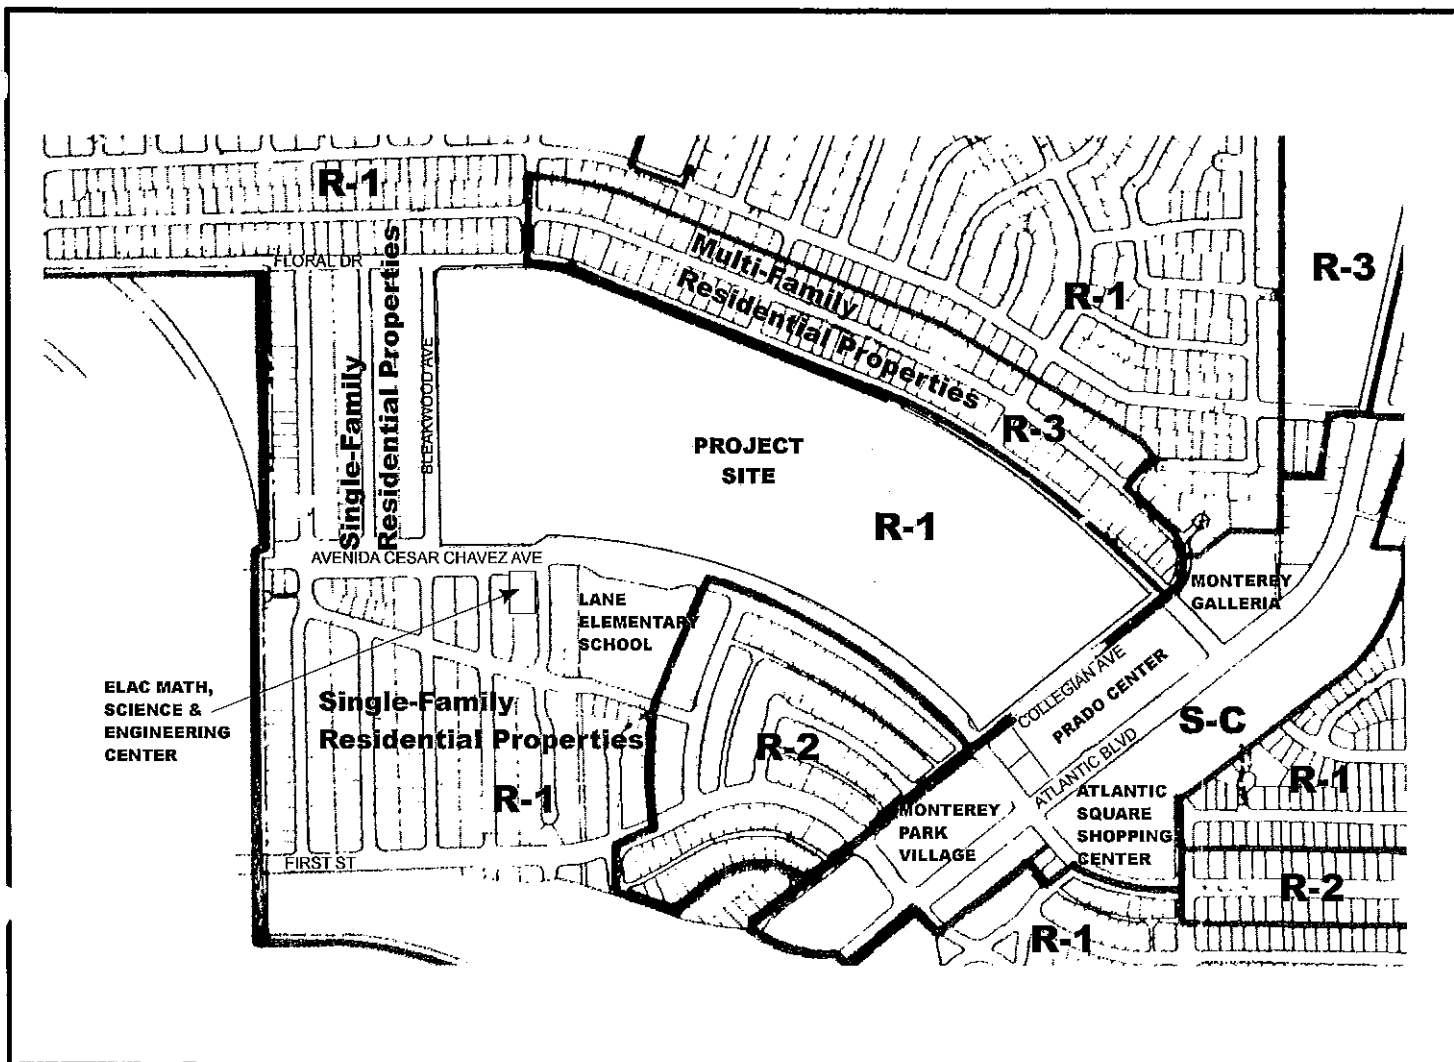 R-1
FLORAL DR
Single-Family
Residential Properties
BLEAKWOOD AVE
Multi-Family
Residential Properties
R-3
R-1
R-3
PROJECT
SITE
R-1
AVENIDA CESAR CHAVEZ AVE
LANE
ELEMENTARY
SCHOOL
MONTEREY
GALLERIA
ELAC MATH,
SCIENCE &
ENGINEERING
CENTER
Single-Family
Residential Properties
R-1
R-2
COLLEGIAN AVE
PRADO CENTER
ATLANTIC BLVD
S-C
R-1
MONTEREY
PARK
VILLAGE
ATLANTIC
SQUARE
SHOPPING
CENTER
FIRST ST
R-2
R-1